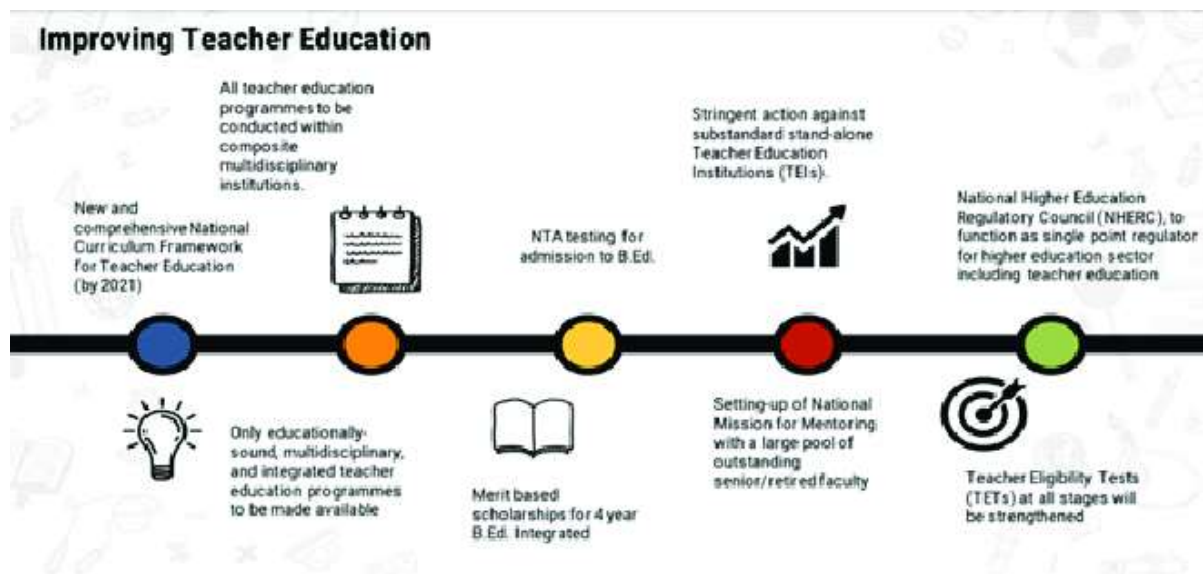 Improving Teacher Education
All teacher education
programmes to be
conducted within
composite
multidisciplinary
institutions.
Stringent action against
substandard stand-alone
Teacher Education
Institutions (TEIs).
New and
comprehensive National
Curriculum Framework
for Teacher Education
(by 2021)
NTA testing for
admission to B.Ed.
National Higher Education
Regulatory Council (NHERC), to
function as single point regulator
for higher education sector
including teacher education
Only educationally-
sound, multidisciplinary,
and integrated teacher
education programmes
to be made available
Merit based
scholarships for 4 year
B.Ed. Integrated
Setting-up of National
Mission for Mentoring
with a large pool of
outstanding
senior/retired faculty
Teacher Eligibility Tests
(TETs) at all stages will
be strengthened